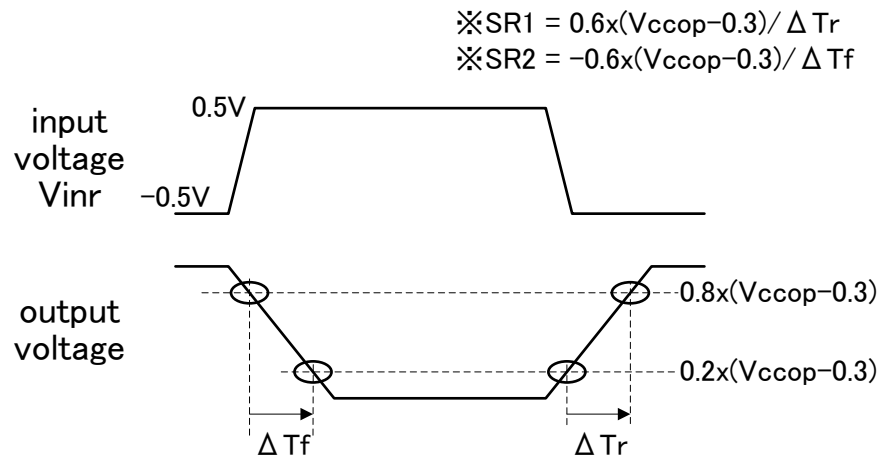 ※SR1 = 0.6x(Vccop-0.3)/ΔTr
※SR2 = -0.6x(Vccop-0.3)/ΔTf
0.5V
input
voltage
Vinr
-0.5V
0.8x(Vccop-0.3)
output
voltage
0.2x(Vccop-0.3)
ΔTf
ΔTr